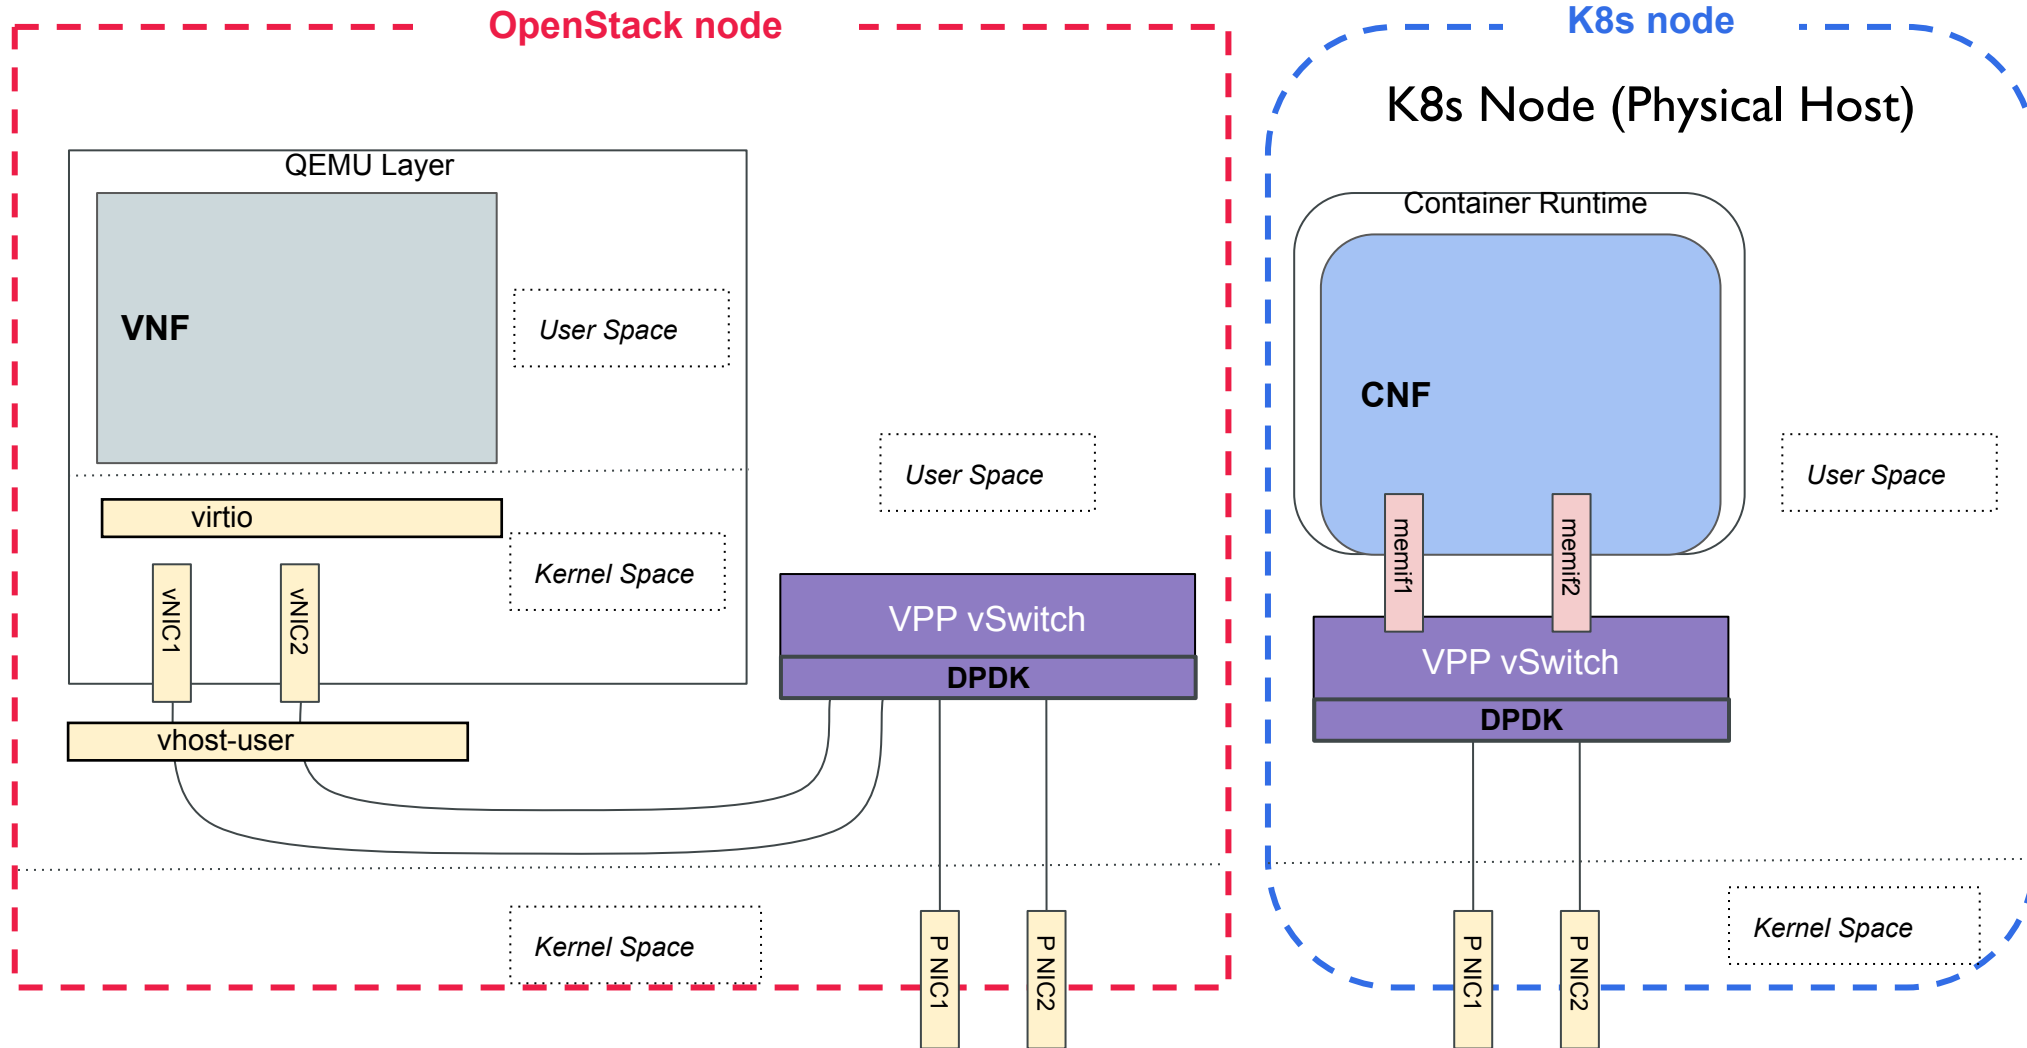 OpenStack node
QEMU Layer
VNF
User Space
virtio
Kernel Space
vNIC1
vNIC2
vhost-user
User Space
VPP vSwitch
DPDK
Kernel Space
P NIC1
P NIC2
K8s node
K8s Node (Physical Host)
Container Runtime
CNF
User Space
memif1
memif2
VPP vSwitch
DPDK
Kernel Space
P NIC1
P NIC2